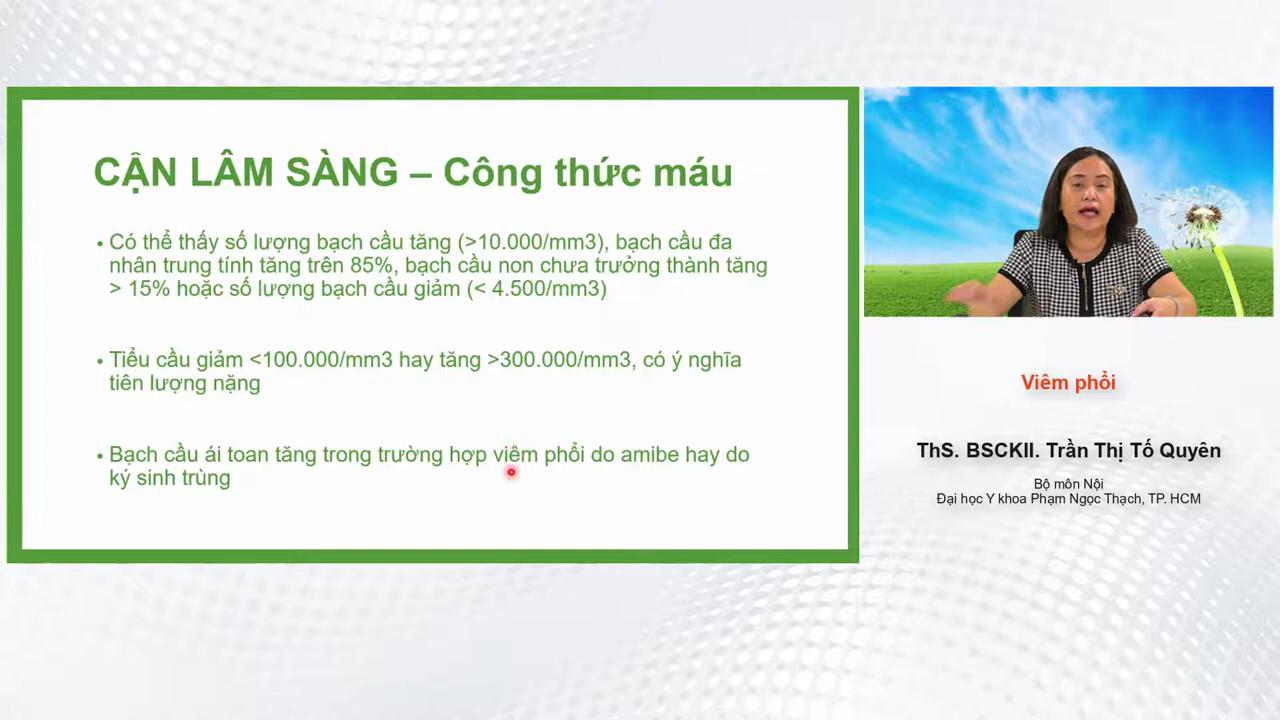 CẬN LÂM SÀNG – Công thức máu
• Có thể thấy số lượng bạch cầu tăng (>10.000/mm3), bạch cầu đa
nhân trung tính tăng trên 85%, bạch cầu non chưa trưởng thành tăng
> 15% hoặc số lượng bạch cầu giảm (< 4.500/mm3)
• Tiểu cầu giảm <100.000/mm3 hay tăng >300.000/mm3, có ý nghĩa
tiên lượng nặng
• Bạch cầu ái toan tăng trong trường hợp viêm phổi do amibe hay do
ký sinh trùng
Viêm phổi
ThS. BSCKII. Trần Thị Tố Quyên
Bộ môn Nội
Đại học Y khoa Phạm Ngọc Thạch, TP. HCM